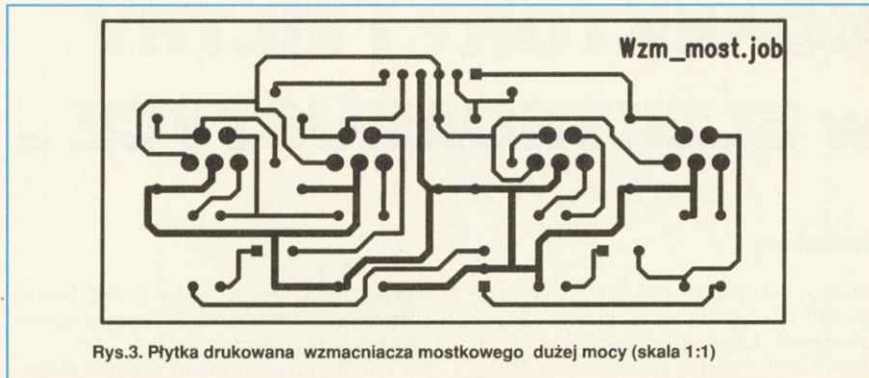 Wzm_most.job
Rys.3. Płytka drukowana wzmacniacza mostkowego dużej mocy (skala 1:1)